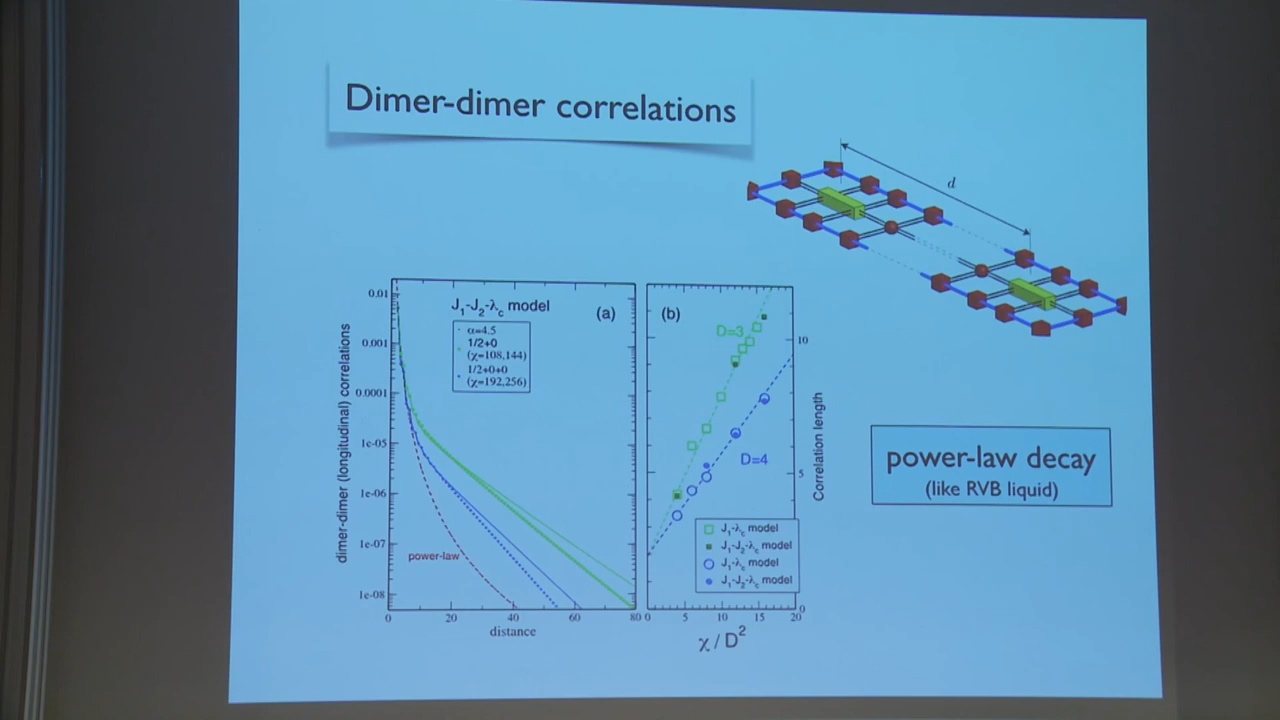 Dimer-dimer correlations
d
J₁-J₂-λc model
(a)
α=4.5
1/2+0
(χ=108,144)
1/2+0+0
(χ=192,256)
power-law
0.01
0.001
0.0001
1e-05
1e-06
1e-07
1e-08
0
20
40
60
80
distance
dimer-dimer (longitudinal) correlations
(b)
D=3
D=4
J₁-λc model
J₁-J₂-λc model
J₁-λc model
J₁-J₂-λc model
10
5
0
Correlation length
0
5
10
15
20
χ / D²
power-law decay
(like RVB liquid)